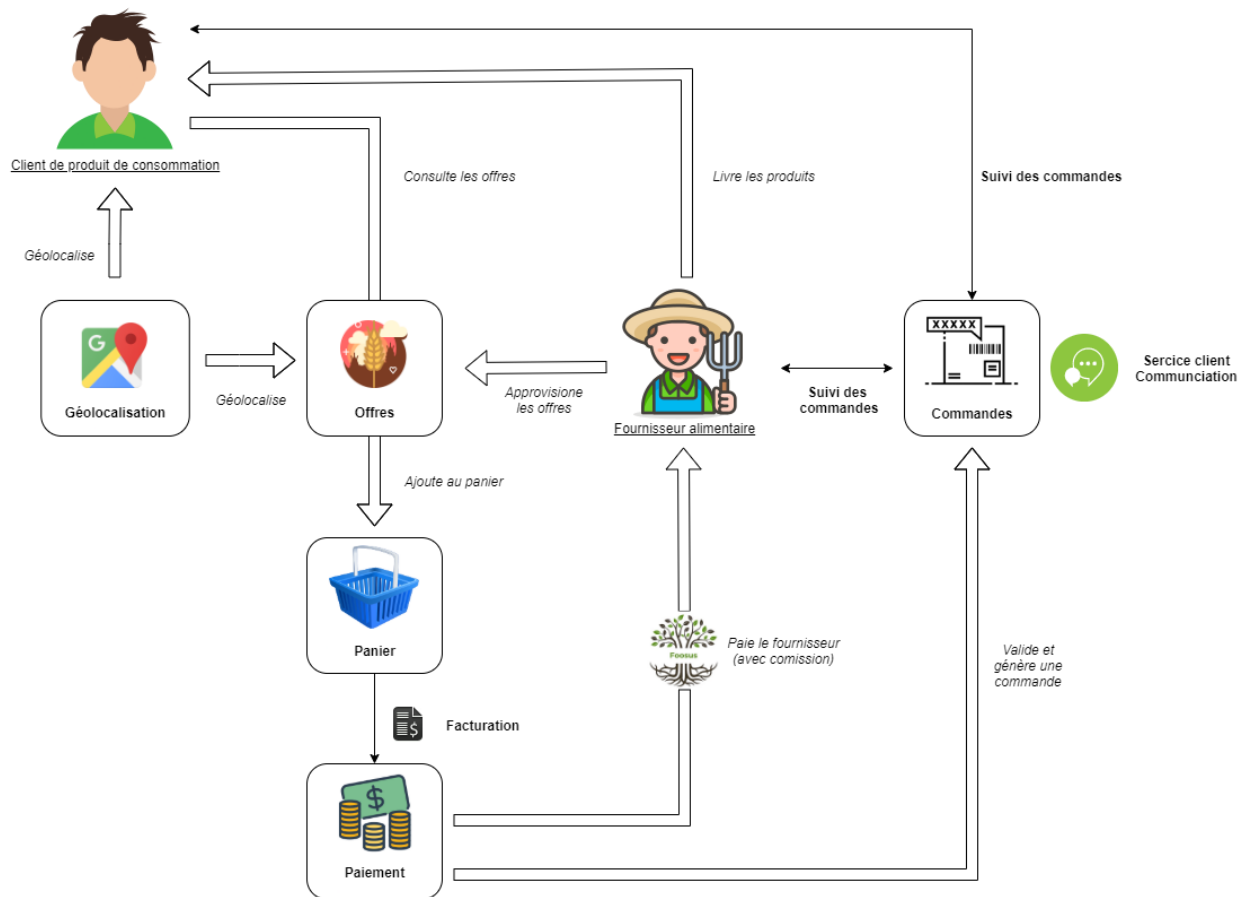 Client de produit de consommation
Consulte les offres
Livre les produits
Suivi des commandes
Géolocalise
G
Géolocalisation
Géolocalise
Offres
Approvisione
les offres
Fournisseur alimentaire
Suivi des
commandes
XXXXX
Commandes
Sercice client
Communciation
Ajoute au panier
Panier
Foosus
Paie le fournisseur
(avec comission)
Valide et
génère une
commande
$
Facturation
$
Paiement